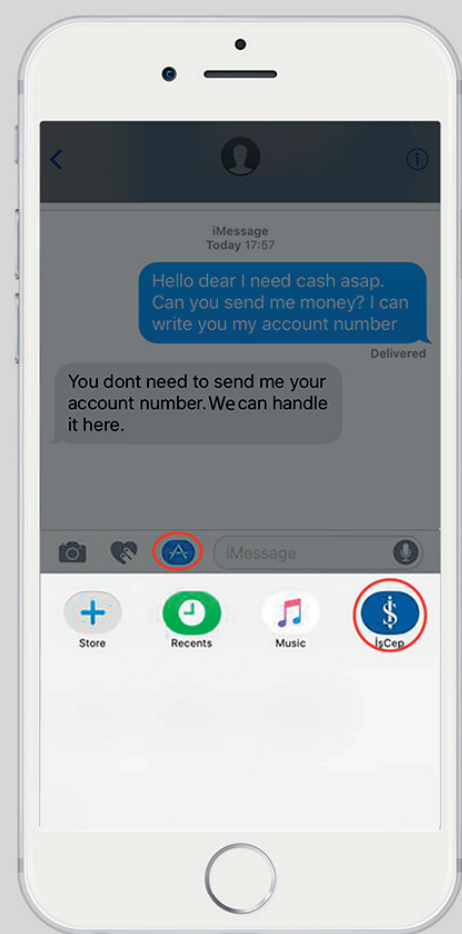 iMessage
Today 17:57
Hello dear I need cash asap.
Can you send me money? I can
write you my account number
Delivered
You dont need to send me your
account number. We can handle
it here.
iMessage
Store
Recents
Music
İşCep